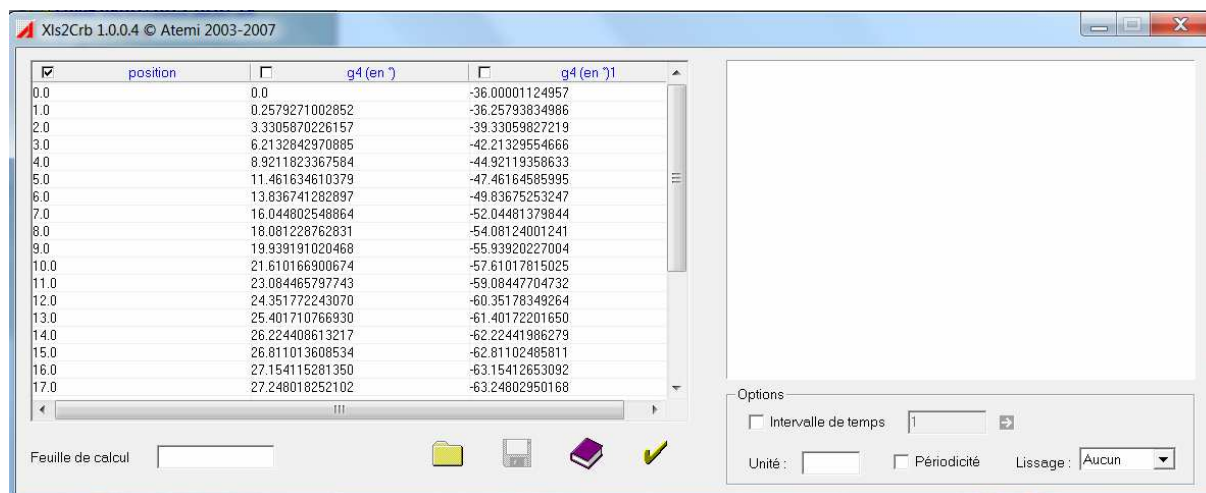 Xls2Crb 1.0.0.4 © Atemi 2003-2007
position g4 (en °) g4 (en °)1
0.0 0.0 -36.00001124957
1.0 0.2579271002852 -36.25793834986
2.0 3.3305870226157 -39.33059827219
3.0 6.2132842970885 -42.21329554666
4.0 8.9211823367584 -44.92119358633
5.0 11.461634610379 -47.46164585995
6.0 13.836741282897 -49.83675253247
7.0 16.044802548864 -52.04481379844
8.0 18.081228762831 -54.08124001241
9.0 19.939191020468 -55.93920227004
10.0 21.610166900674 -57.61017815025
11.0 23.084465797743 -59.08447704732
12.0 24.351772243070 -60.35178349264
13.0 25.401710766930 -61.40172201650
14.0 26.224408613217 -62.22441986279
15.0 26.811013608534 -62.81102485811
16.0 27.154115281350 -63.15412653092
17.0 27.248018252102 -63.24802950168
Feuille de calcul
Options
Intervalle de temps 1
Unité : Périodicité Lissage : Aucun